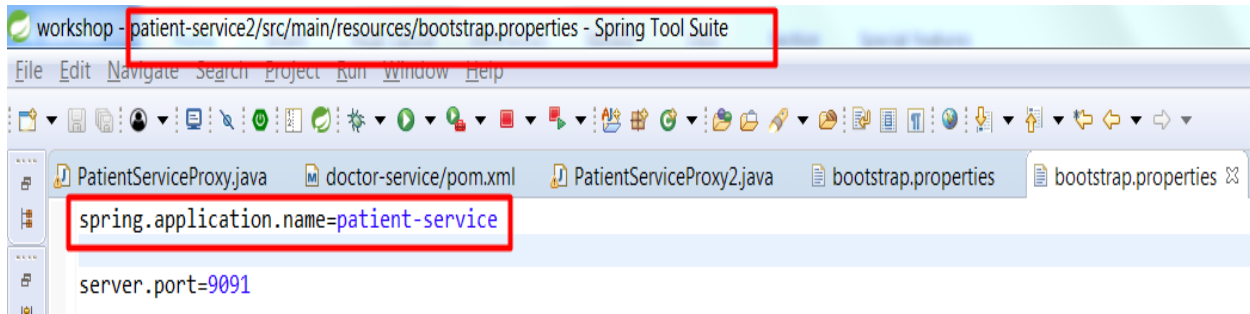 workshop - patient-service2/src/main/resources/bootstrap.properties - Spring Tool Suite
File Edit Navigate Search Project Run Window Help
PatientServiceProxy.java doctor-service/pom.xml PatientServiceProxy2.java bootstrap.properties bootstrap.properties
spring.application.name=patient-service
server.port=9091